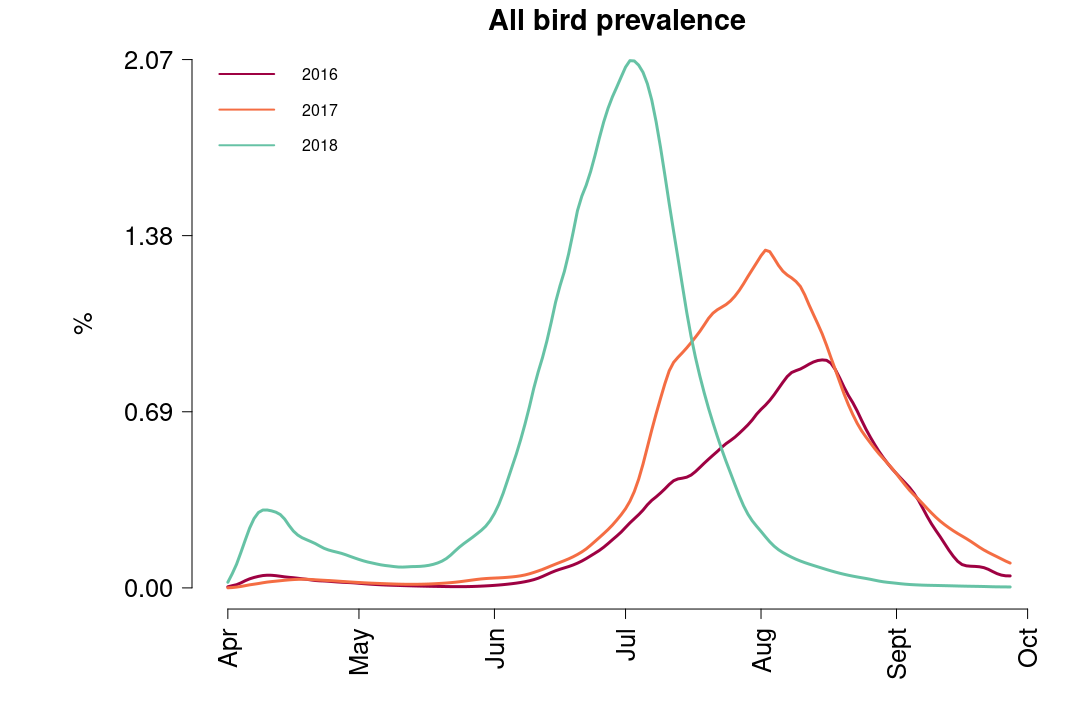 All bird prevalence
2016
2017
2018
%
2.07
1.38
0.69
0.00
Apr
May
Jun
Jul
Aug
Sept
Oct